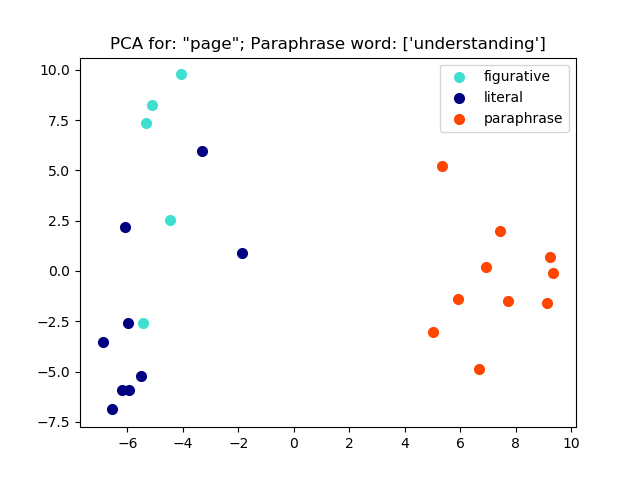 PCA for: "page"; Paraphrase word: ['understanding']
figurative
literal
paraphrase
10.0
7.5
5.0
2.5
0.0
−2.5
−5.0
−7.5
−6 −4 −2 0 2 4 6 8 10